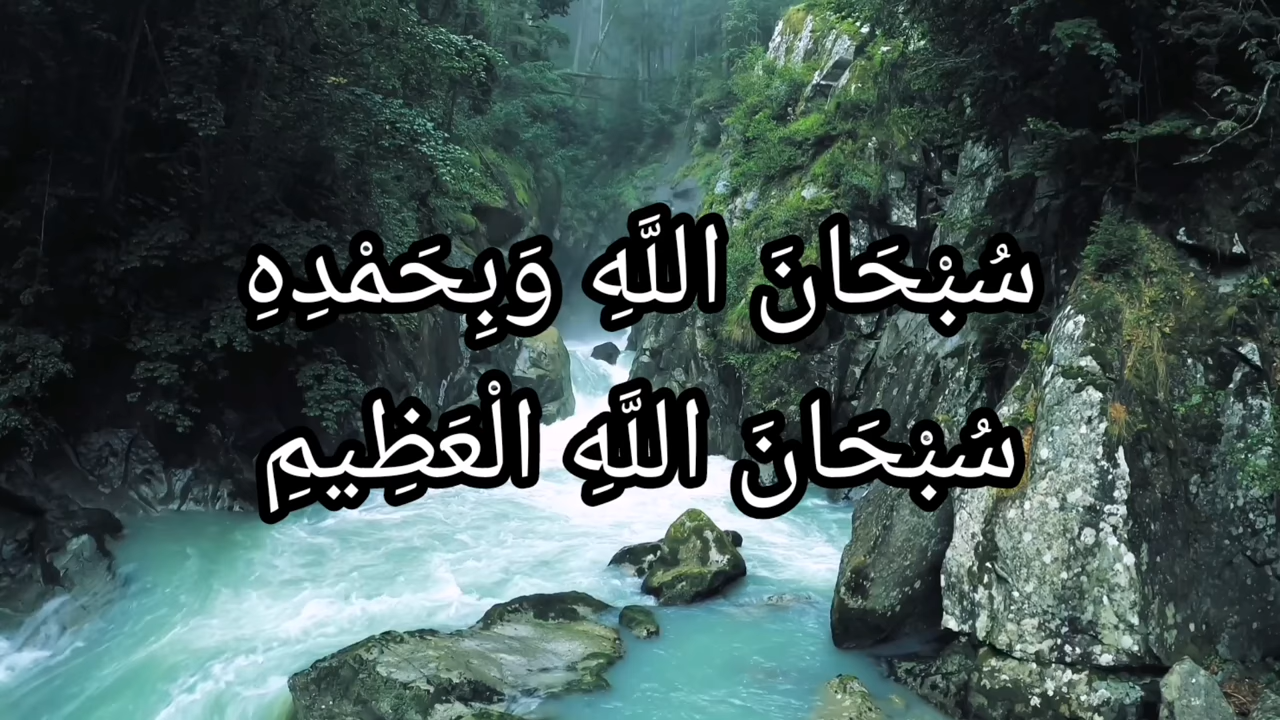 سُبْحَانَ اللَّهِ وَبِحَمْدِهِ
سُبْحَانَ اللَّهِ الْعَظِيمِ